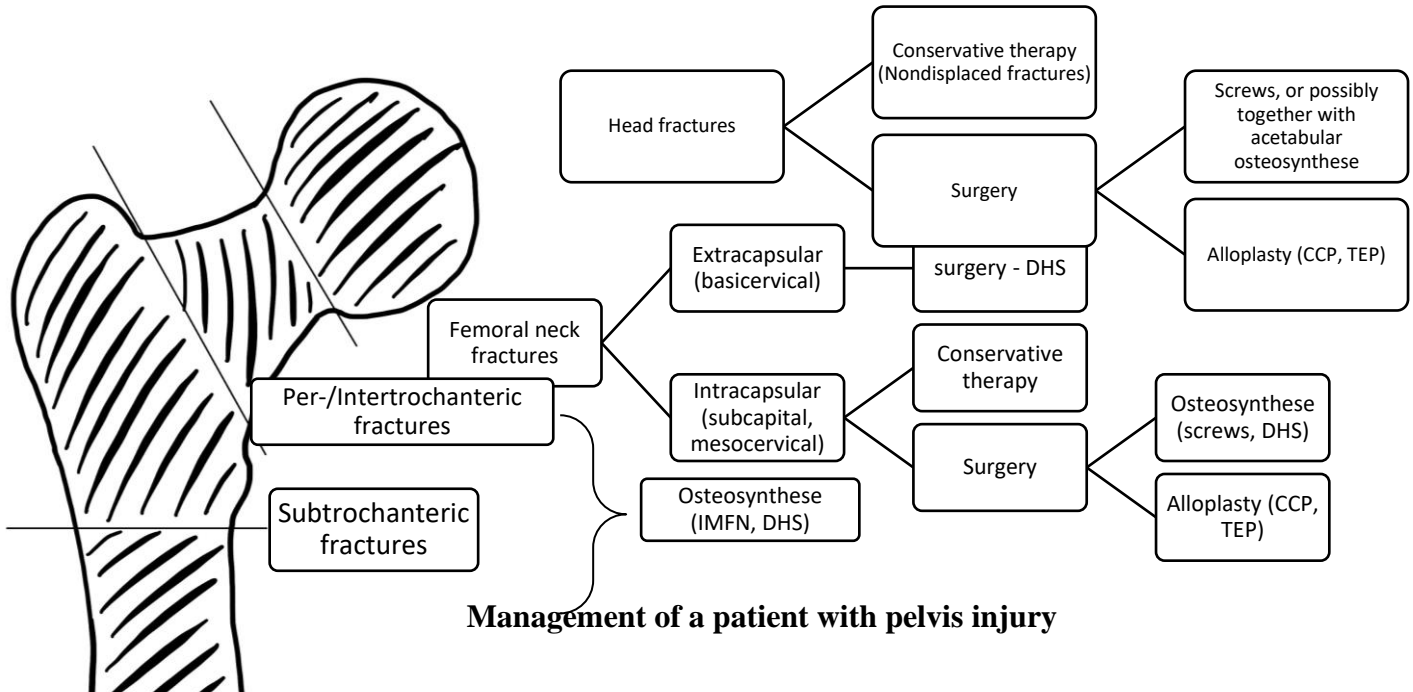 Head fractures
Conservative therapy
(Nondisplaced fractures)
Surgery
Screws, or possibly
together with
acetabular
osteosynthese
Alloplasty (CCP, TEP)
Femoral neck
fractures
Extracapsular
(basicervical)
surgery - DHS
Intracapsular
(subcapital,
mesocervical)
Conservative
therapy
Surgery
Osteosynthese
(screws, DHS)
Alloplasty (CCP,
TEP)
Per-/Intertrochanteric
fractures
Subtrochanteric
fractures
Osteosynthese
(IMFN, DHS)
Management of a patient with pelvis injury